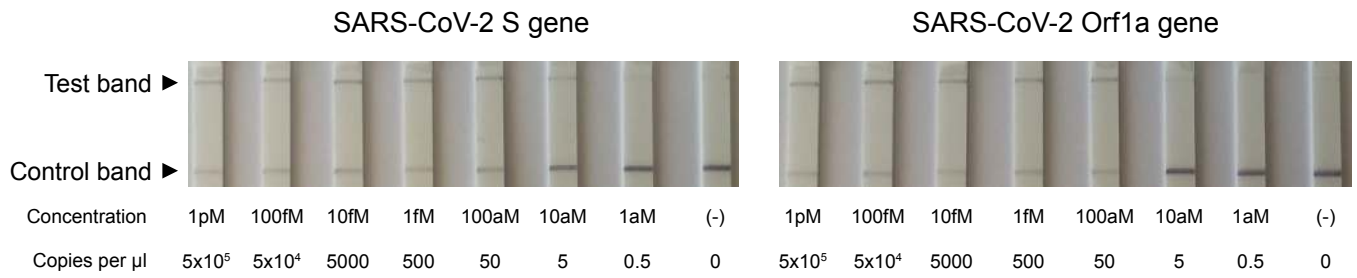 SARS-CoV-2 S gene SARS-CoV-2 Orf1a gene
Test band ►
Control band ►
Concentration 1pM 100fM 10fM 1fM 100aM 10aM 1aM (-) 1pM 100fM 10fM 1fM 100aM 10aM 1aM (-)
Copies per µl 5x10⁵ 5x10⁴ 5000 500 50 5 0.5 0 5x10⁵ 5x10⁴ 5000 500 50 5 0.5 0